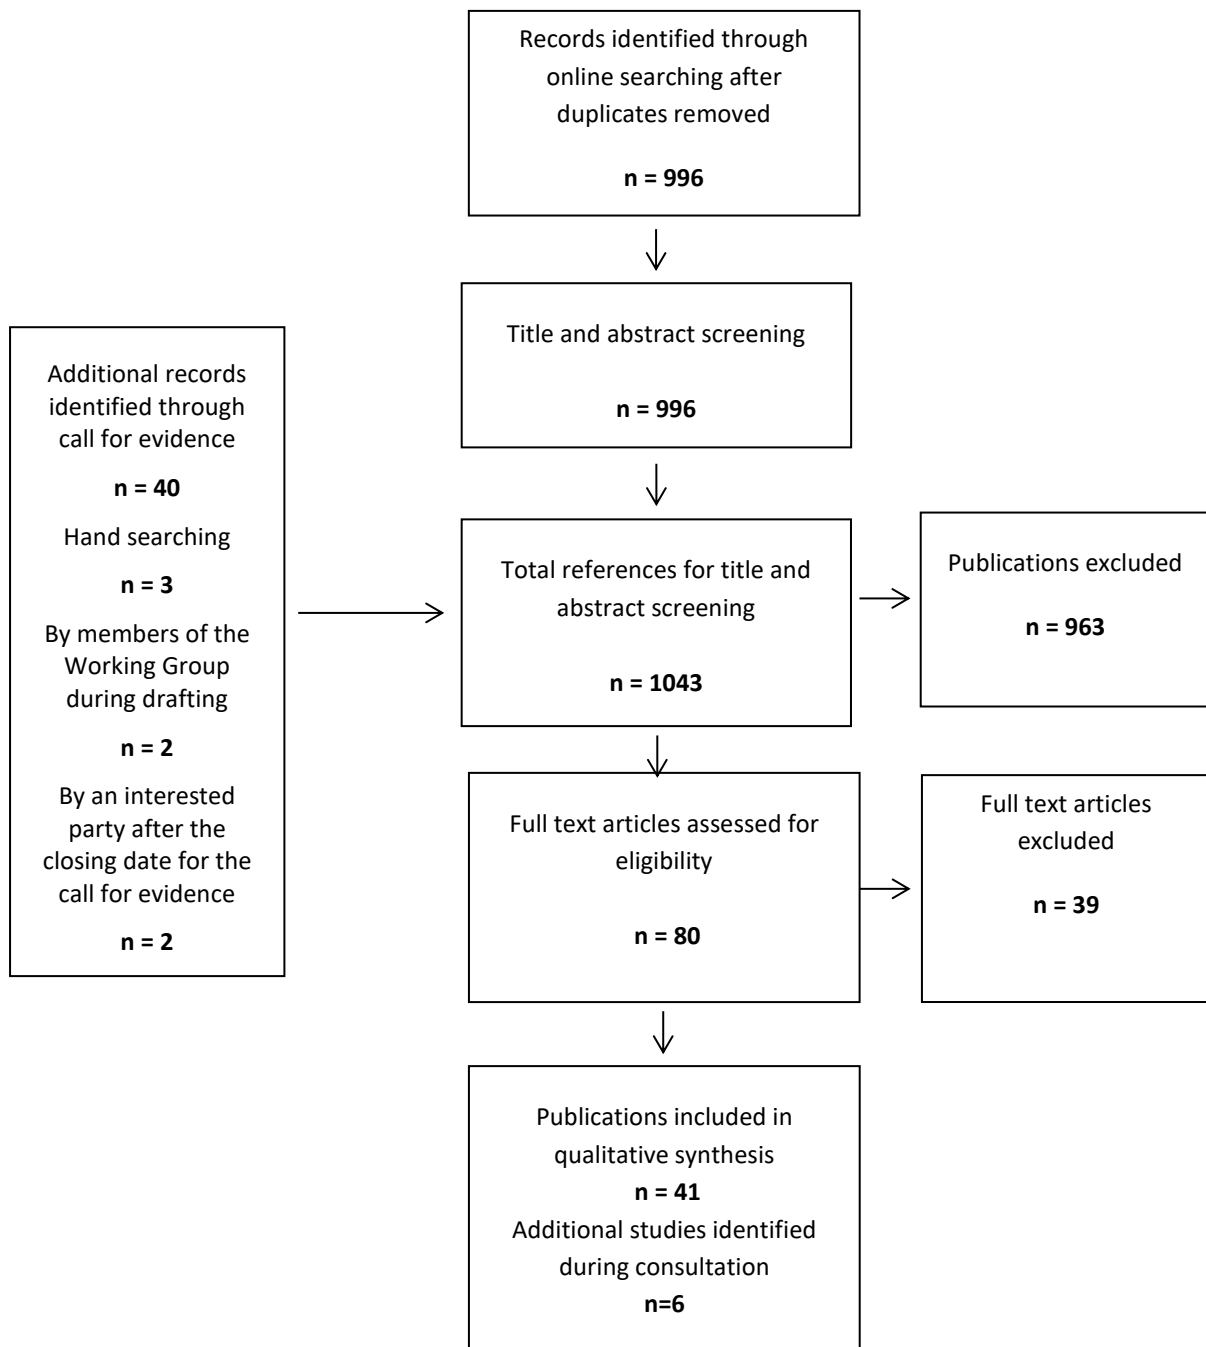 Records identified through
online searching after
duplicates removed
n = 996
Title and abstract screening
n = 996
Additional records
identified through
call for evidence
n = 40
Hand searching
n = 3
By members of the
Working Group
during drafting
n = 2
By an interested
party after the
closing date for the
call for evidence
n = 2
Total references for title and
abstract screening
n = 1043
Publications excluded
n = 963
Full text articles assessed for
eligibility
n = 80
Full text articles
excluded
n = 39
Publications included in
qualitative synthesis
n = 41
Additional studies identified
during consultation
n=6